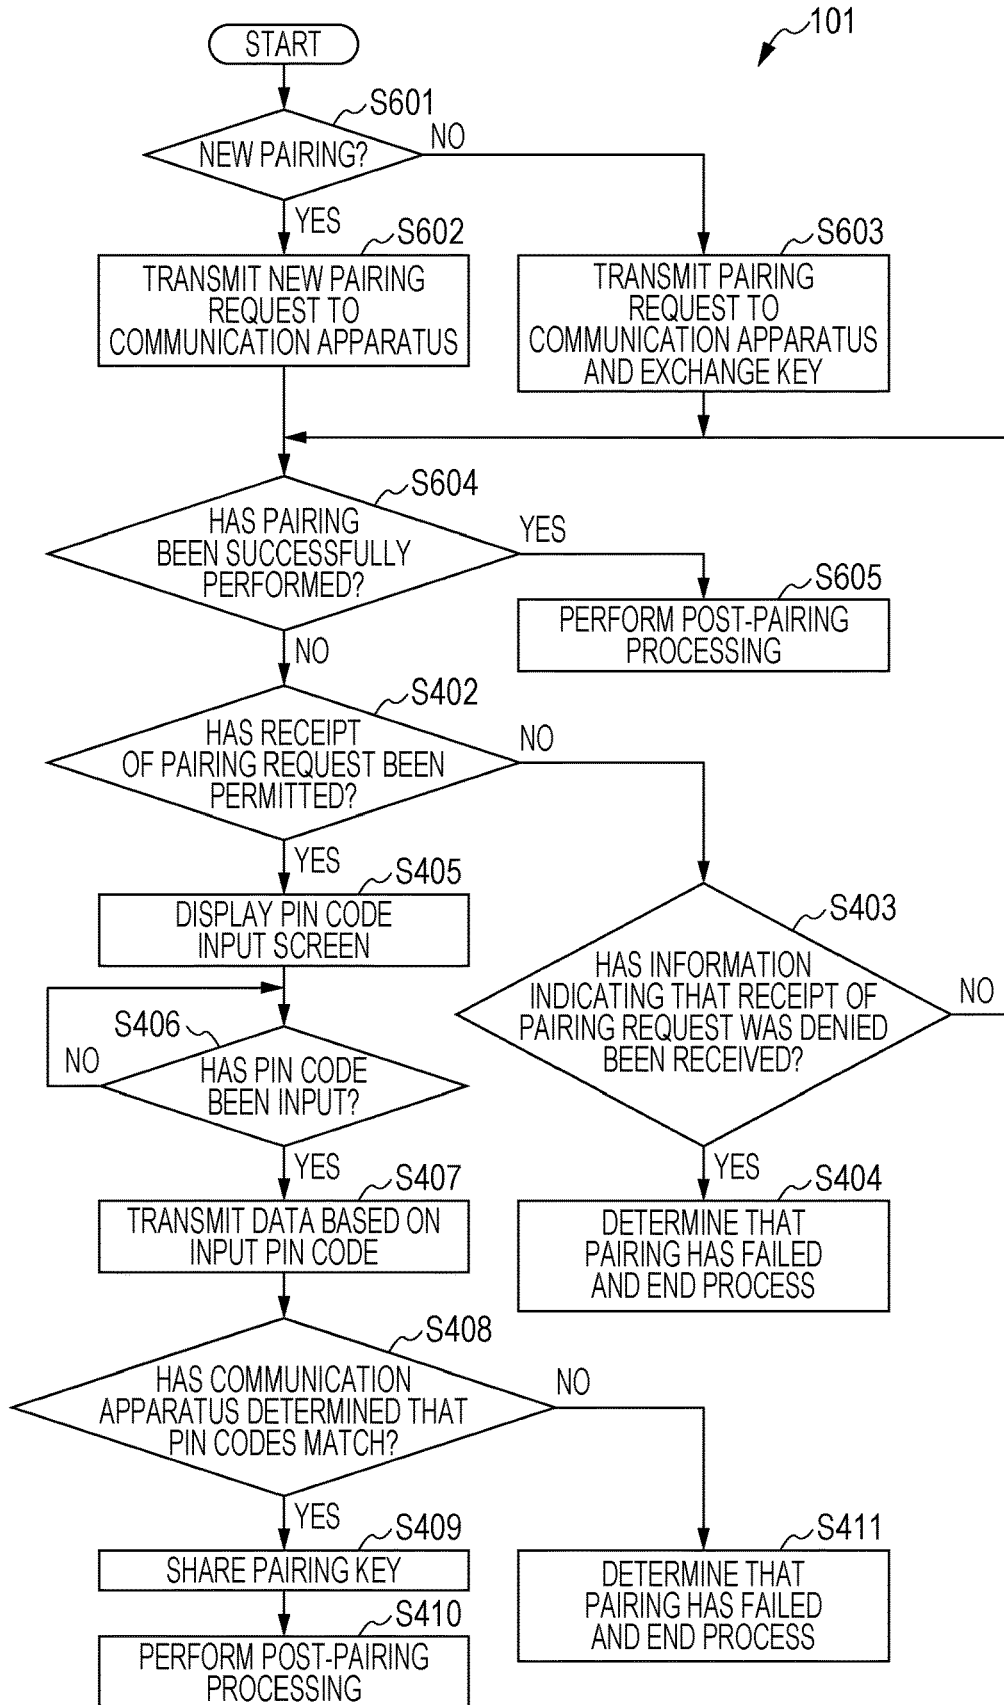 101
START
S601
NEW PAIRING?
NO
YES
S602
TRANSMIT NEW PAIRING
REQUEST TO
COMMUNICATION APPARATUS
S603
TRANSMIT PAIRING
REQUEST TO
COMMUNICATION APPARATUS
AND EXCHANGE KEY
S604
HAS PAIRING
BEEN SUCCESSFULLY
PERFORMED?
YES
NO
S605
PERFORM POST-PAIRING
PROCESSING
S402
HAS RECEIPT
OF PAIRING REQUEST BEEN
PERMITTED?
NO
YES
S405
DISPLAY PIN CODE
INPUT SCREEN
S403
HAS INFORMATION
INDICATING THAT RECEIPT OF
PAIRING REQUEST WAS DENIED
BEEN RECEIVED?
NO
YES
S406
NO
HAS PIN CODE
BEEN INPUT?
YES
S407
TRANSMIT DATA BASED ON
INPUT PIN CODE
S404
DETERMINE THAT
PAIRING HAS FAILED
AND END PROCESS
S408
HAS COMMUNICATION
APPARATUS DETERMINED THAT
PIN CODES MATCH?
NO
YES
S409
SHARE PAIRING KEY
S411
DETERMINE THAT
PAIRING HAS FAILED
AND END PROCESS
S410
PERFORM POST-PAIRING
PROCESSING